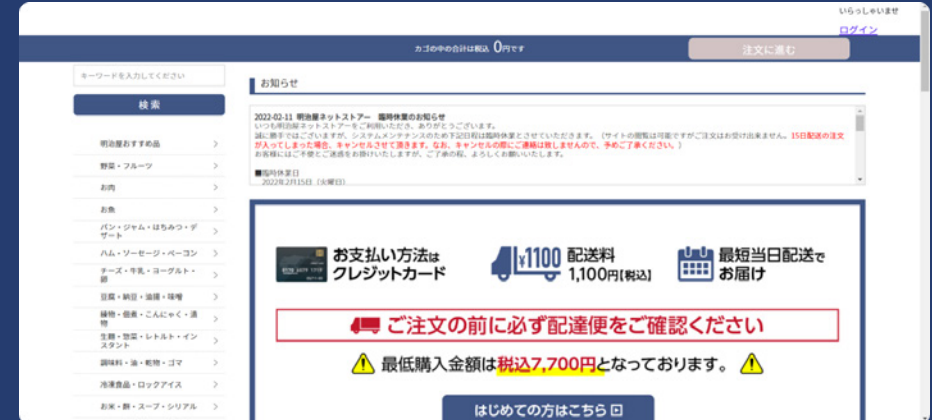 いらっしゃいませ
ログイン
カゴの中の合計は税込 0円です
注文に進む
キーワードを入力してください
検索
明治屋おすすめ品
野菜・フルーツ
お肉
お魚
パン・ジャム・はちみつ・デ
ザート
ハム・ソーセージ・ベーコン
チーズ・牛乳・ヨーグルト・
卵
豆腐・納豆・油揚・味噌
練物・佃煮・こんにゃく・漬
物
生麺・惣菜・レトルト・イン
スタント
調味料・油・乾物・ゴマ
冷凍食品・ロックアイス
お米・餅・スープ・シリアル
お知らせ
2022-02-11 明治屋ネットストアー 臨時休業のお知らせ
いつも明治屋ネットストアーをご利用いただき、ありがとうございます。
誠に勝手ではございますが、システムメンテナンスのため下記日程は臨時休業とさせていただきます。（サイトの閲覧は可能ですがご注文はお受け出来ません。15日配送の注文
が入ってしまった場合、キャンセルさせて頂きます。なお、キャンセルの際にご連絡は致しませんので、予めご了承ください。）
お客様にはご不便とご迷惑をお掛けいたしますが、ご了承の程、よろしくお願いいたします。
■臨時休業日
2022年2月15日（火曜日）
お支払い方法は
クレジットカード
¥1100
配送料
1,100円[税込]
最短当日配送で
お届け
ご注文の前に必ず配達便をご確認ください
最低購入金額は税込7,700円となっております。
はじめての方はこちら